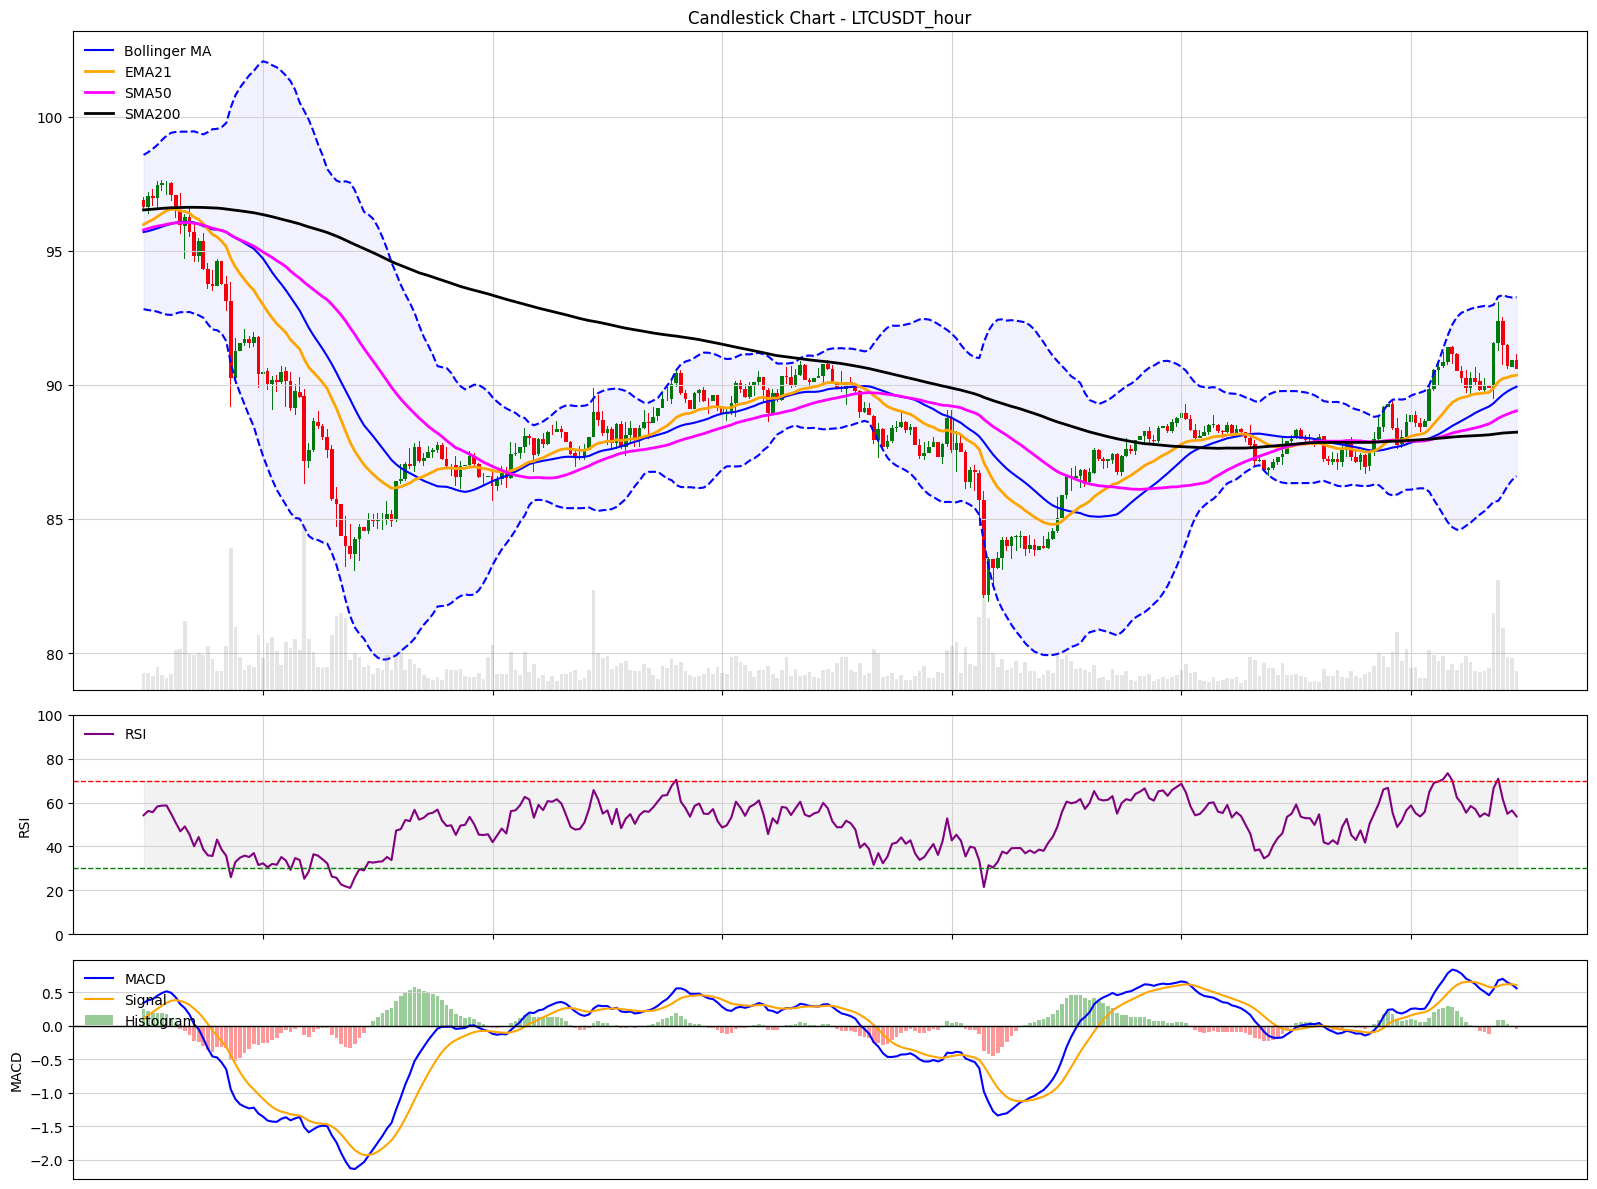 Candlestick Chart - LTCUSDT_hour
Bollinger MA
EMA21
SMA50
SMA200
100
95
90
85
80
RSI
100
80
60
40
20
0
RSI
MACD
Signal
Histogram
0.5
0.0
−0.5
−1.0
−1.5
−2.0
MACD